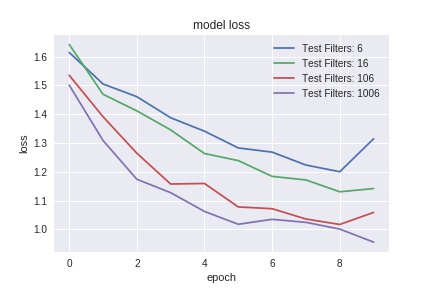 model loss
Test Filters: 6
Test Filters: 16
Test Filters: 106
Test Filters: 1006
loss
1.6
1.5
1.4
1.3
1.2
1.1
1.0
0 2 4 6 8
epoch